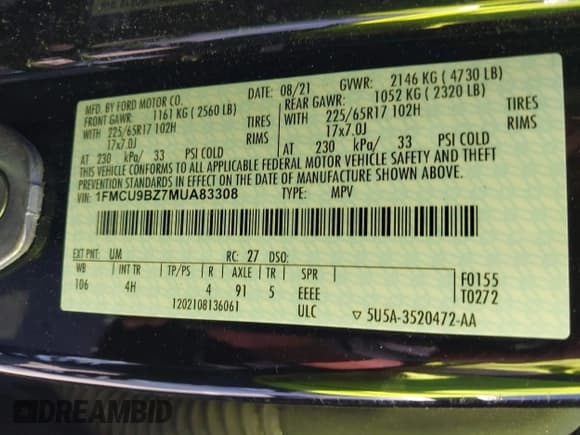 MFD. BY FORD MOTOR CO.
DATE: 08/21 GVWR: 2146 KG ( 4730 LB)
FRONT GAWR: 1161 KG ( 2560 LB)
REAR GAWR: 1052 KG ( 2320 LB)
WITH 225/65R17 102H TIRES
17x7.0J RIMS
AT 230 kPa/ 33 PSI COLD
WITH 225/65R17 102H TIRES
17x7.0J RIMS
AT 230 kPa/ 33 PSI COLD
THIS VEHICLE CONFORMS TO ALL APPLICABLE FEDERAL MOTOR VEHICLE SAFETY AND THEFT
PREVENTION STANDARDS IN EFFECT ON THE DATE OF MANUFACTURE SHOWN ABOVE.
VIN: 1FMCU9BZ7MUA83308 TYPE: MPV
EXT PNT: UM RC: 27 DSO:
WB INT TR TP/PS R AXLE TR SPR
106 4H 4 91 5 EEEE
1202108136061 ULC
F0155
T0272
▽ 5U5A-3520472-AA
DREAMBID